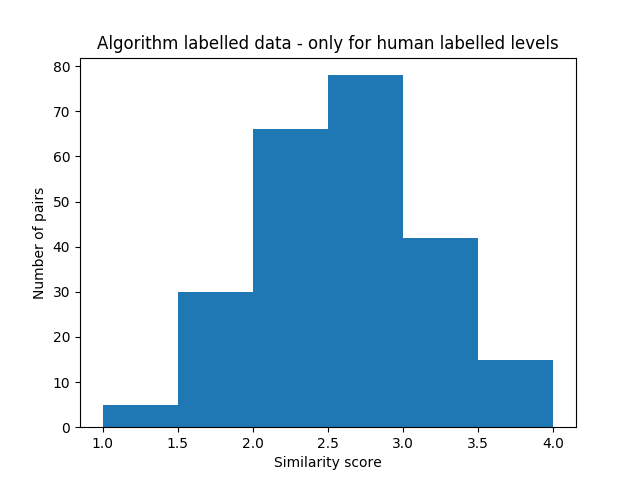 Algorithm labelled data - only for human labelled levels
80
70
60
50
40
30
20
10
0
Number of pairs
1.0 1.5 2.0 2.5 3.0 3.5 4.0
Similarity score